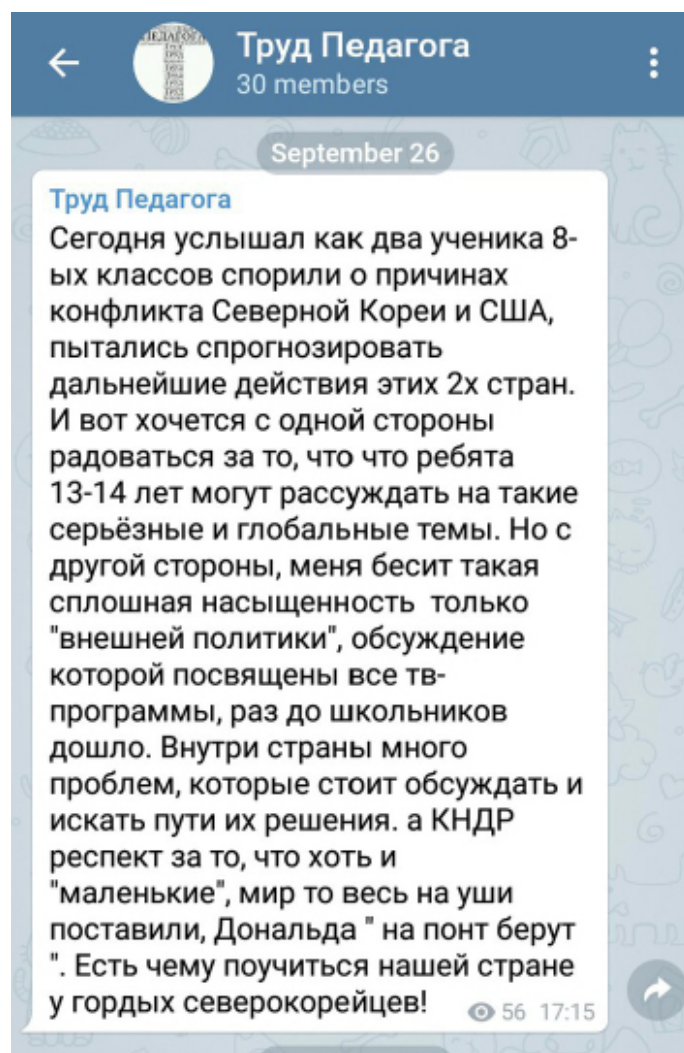 Труд Педагога
30 members
September 26
Труд Педагога
Сегодня услышал как два ученика 8-
ых классов спорили о причинах
конфликта Северной Кореи и США,
пытались спрогнозировать
дальнейшие действия этих 2х стран.
И вот хочется с одной стороны
радоваться за то, что что ребята
13-14 лет могут рассуждать на такие
серьёзные и глобальные темы. Но с
другой стороны, меня бесит такая
сплошная насыщенность  только
"внешней политики", обсуждение
которой посвящены все тв-
программы, раз до школьников
дошло. Внутри страны много
проблем, которые стоит обсуждать и
искать пути их решения. а КНДР
респект за то, что хоть и
"маленькие", мир то весь на уши
поставили, Дональда " на понт берут
". Есть чему поучиться нашей стране
у гордых северокорейцев!
56 17:15